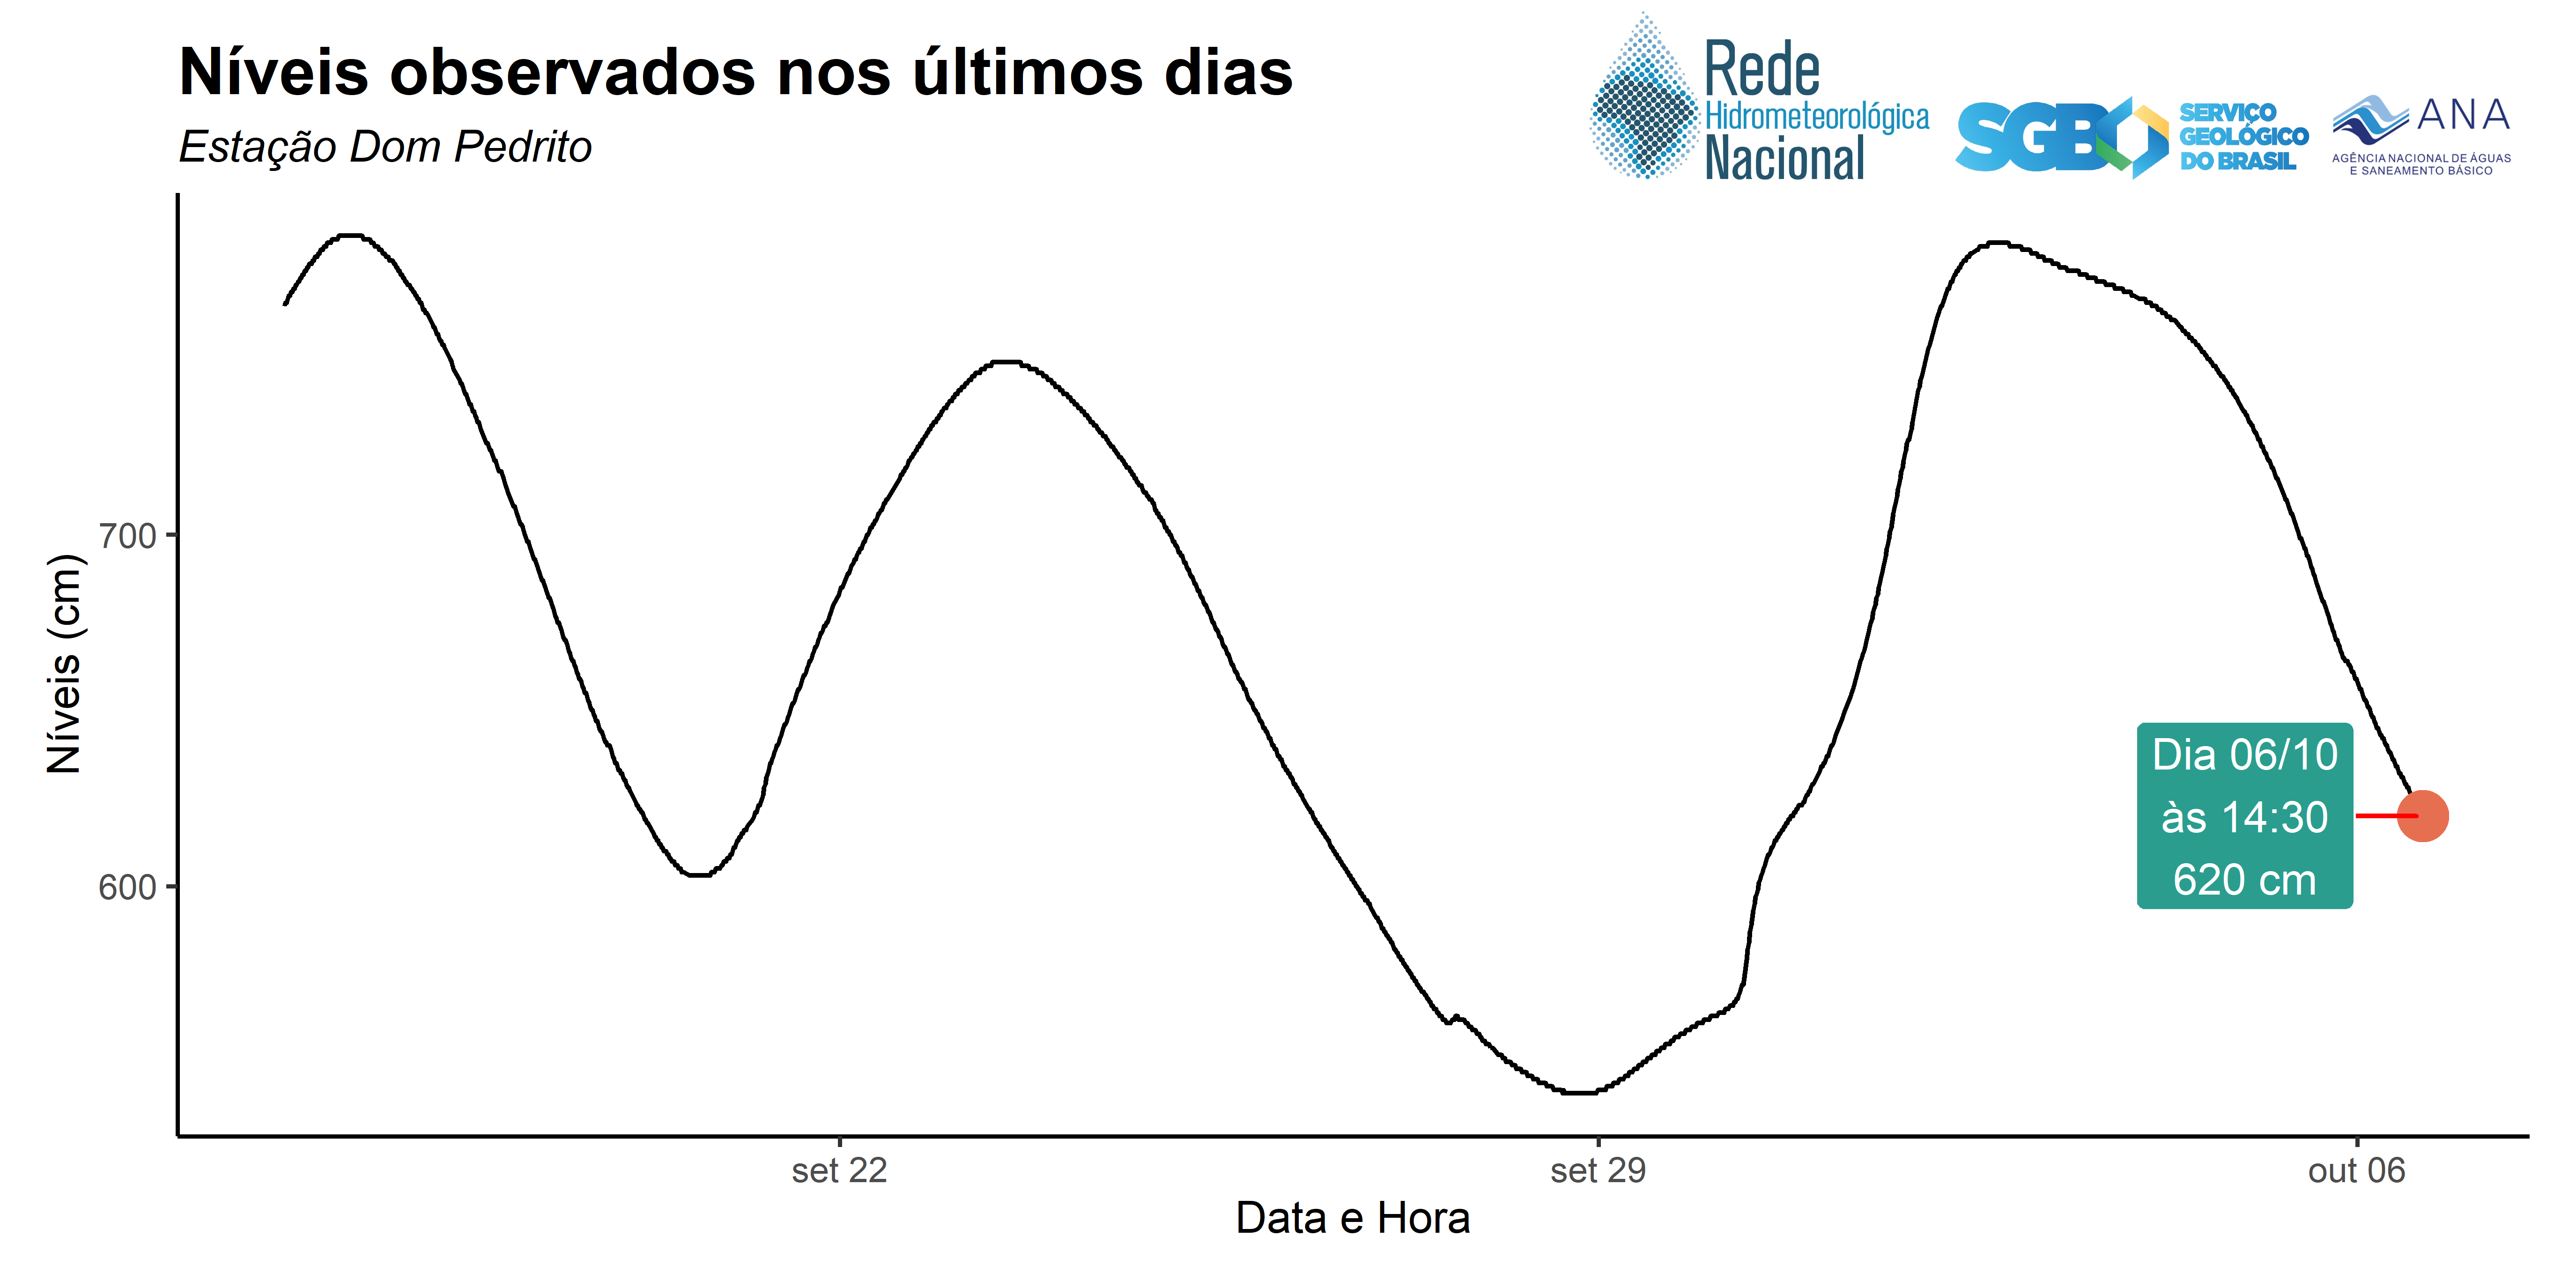 Níveis observados nos últimos dias
Estação Dom Pedrito
Rede
Hidrometeorológica
Nacional
SGB
SERVIÇO
GEOLÓGICO
DO BRASIL
ANA
AGÊNCIA NACIONAL DE ÁGUAS
E SANEAMENTO BÁSICO
Níveis (cm)
700
600
Dia 06/10
às 14:30
620 cm
set 22
set 29
out 06
Data e Hora